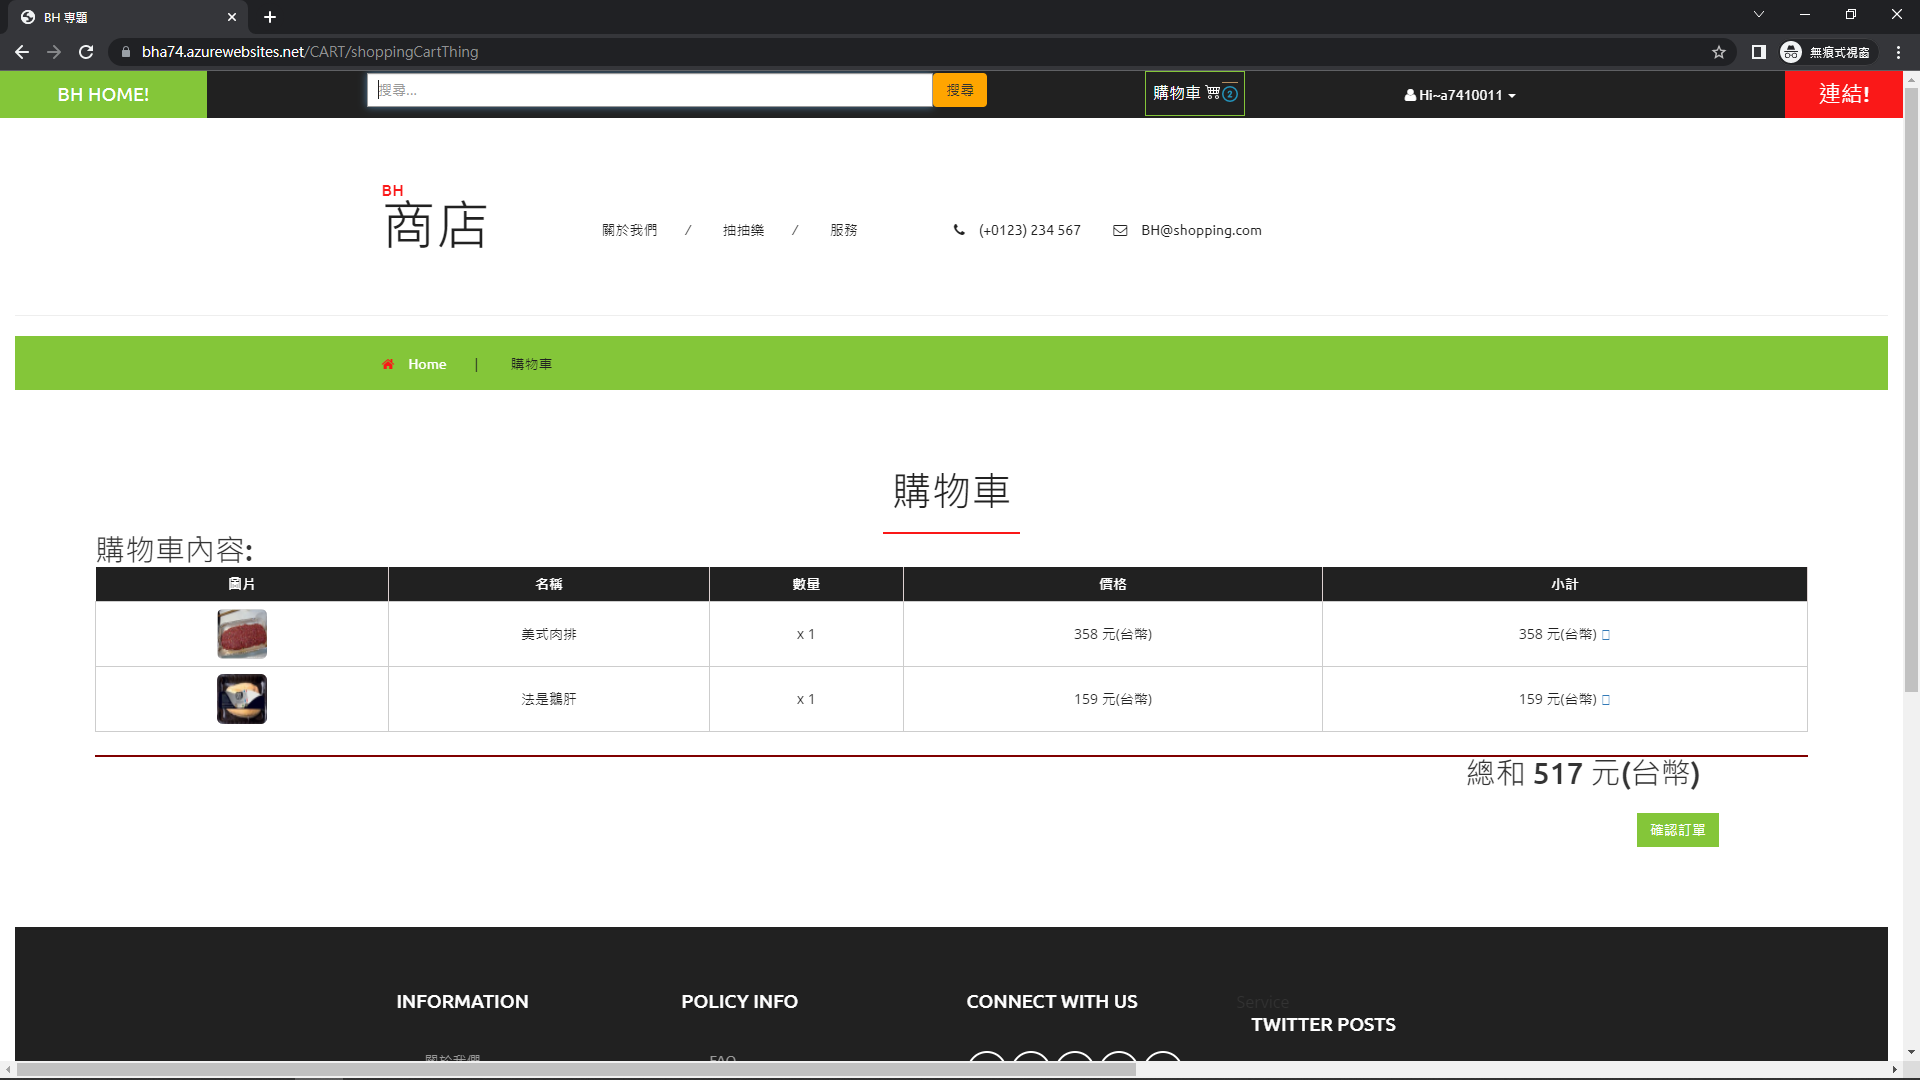 BH 專題
bha74.azurewebsites.net/CART/shoppingCartThing
無痕式視窗
BH HOME!
搜尋...
搜尋
購物車 2
Hi~a7410011
連結!
BH
商店
關於我們 / 抽抽樂 / 服務
(+0123) 234 567
BH@shopping.com
Home | 購物車
購物車
購物車內容:
圖片 名稱 數量 價格 小計
美式肉排 x 1 358 元(台幣) 358 元(台幣)
法是鵝肝 x 1 159 元(台幣) 159 元(台幣)
總和 517 元(台幣)
確認訂單
INFORMATION
POLICY INFO
CONNECT WITH US
Service
TWITTER POSTS
關於我們
FAQ